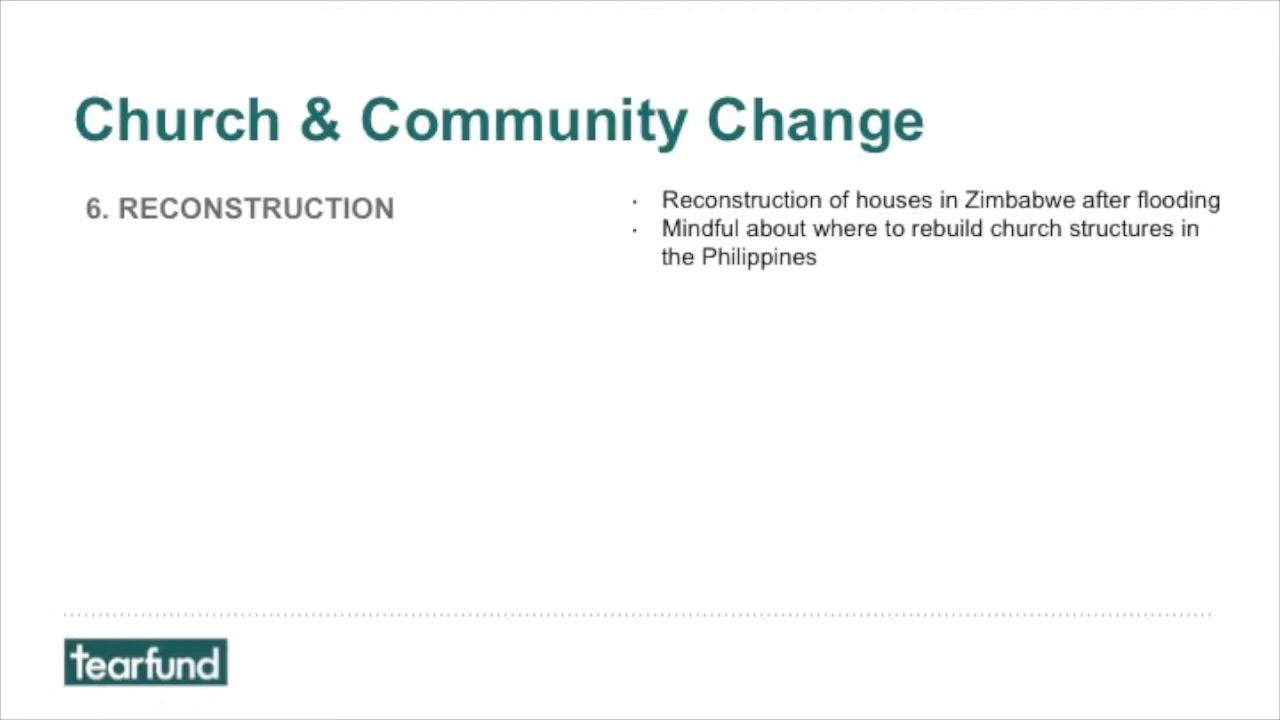 Church & Community Change
6. RECONSTRUCTION
· Reconstruction of houses in Zimbabwe after flooding
· Mindful about where to rebuild church structures in
the Philippines
tearfund